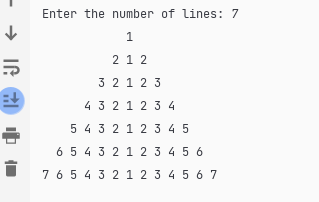 Enter the number of lines: 7
            1
          2 1 2
        3 2 1 2 3
      4 3 2 1 2 3 4
    5 4 3 2 1 2 3 4 5
  6 5 4 3 2 1 2 3 4 5 6
7 6 5 4 3 2 1 2 3 4 5 6 7